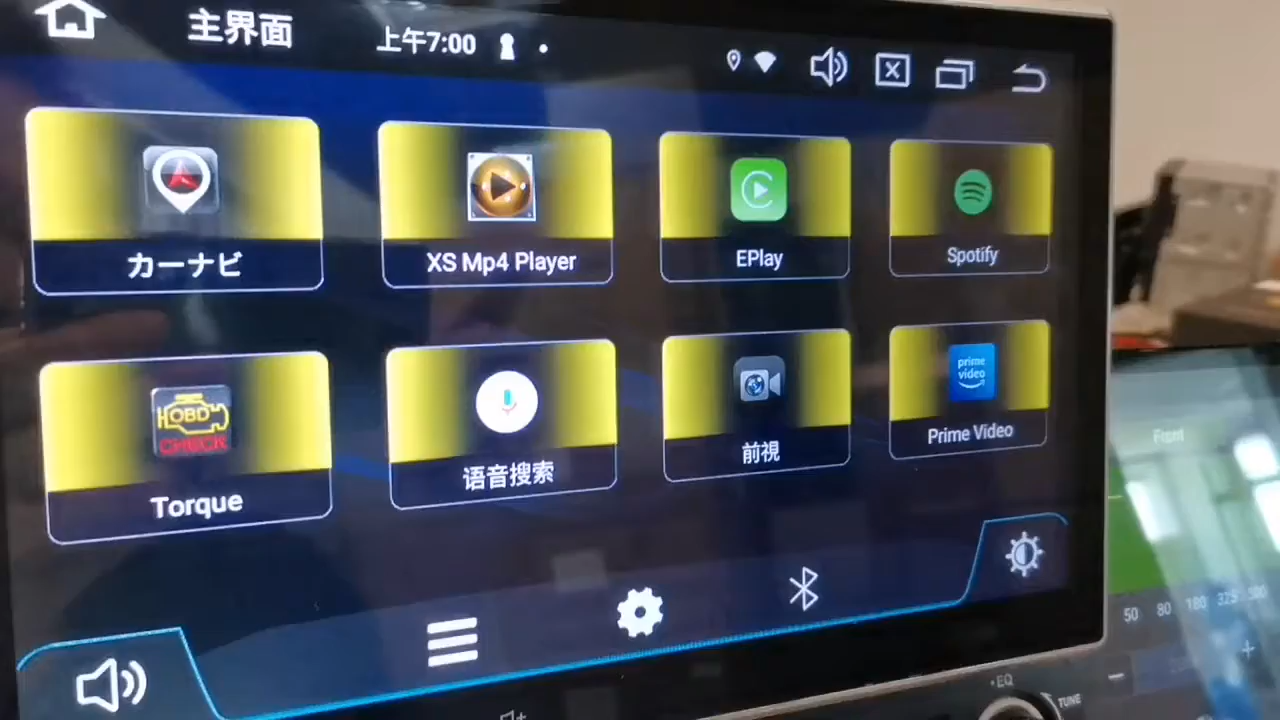 主界面
上午7:00
カーナビ
XS Mp4 Player
EPlay
Spotify
OBD
CHECK
Torque
语音搜索
前視
prime video
Prime Video
Front
50 80 180 325 500
EQ
TUNE